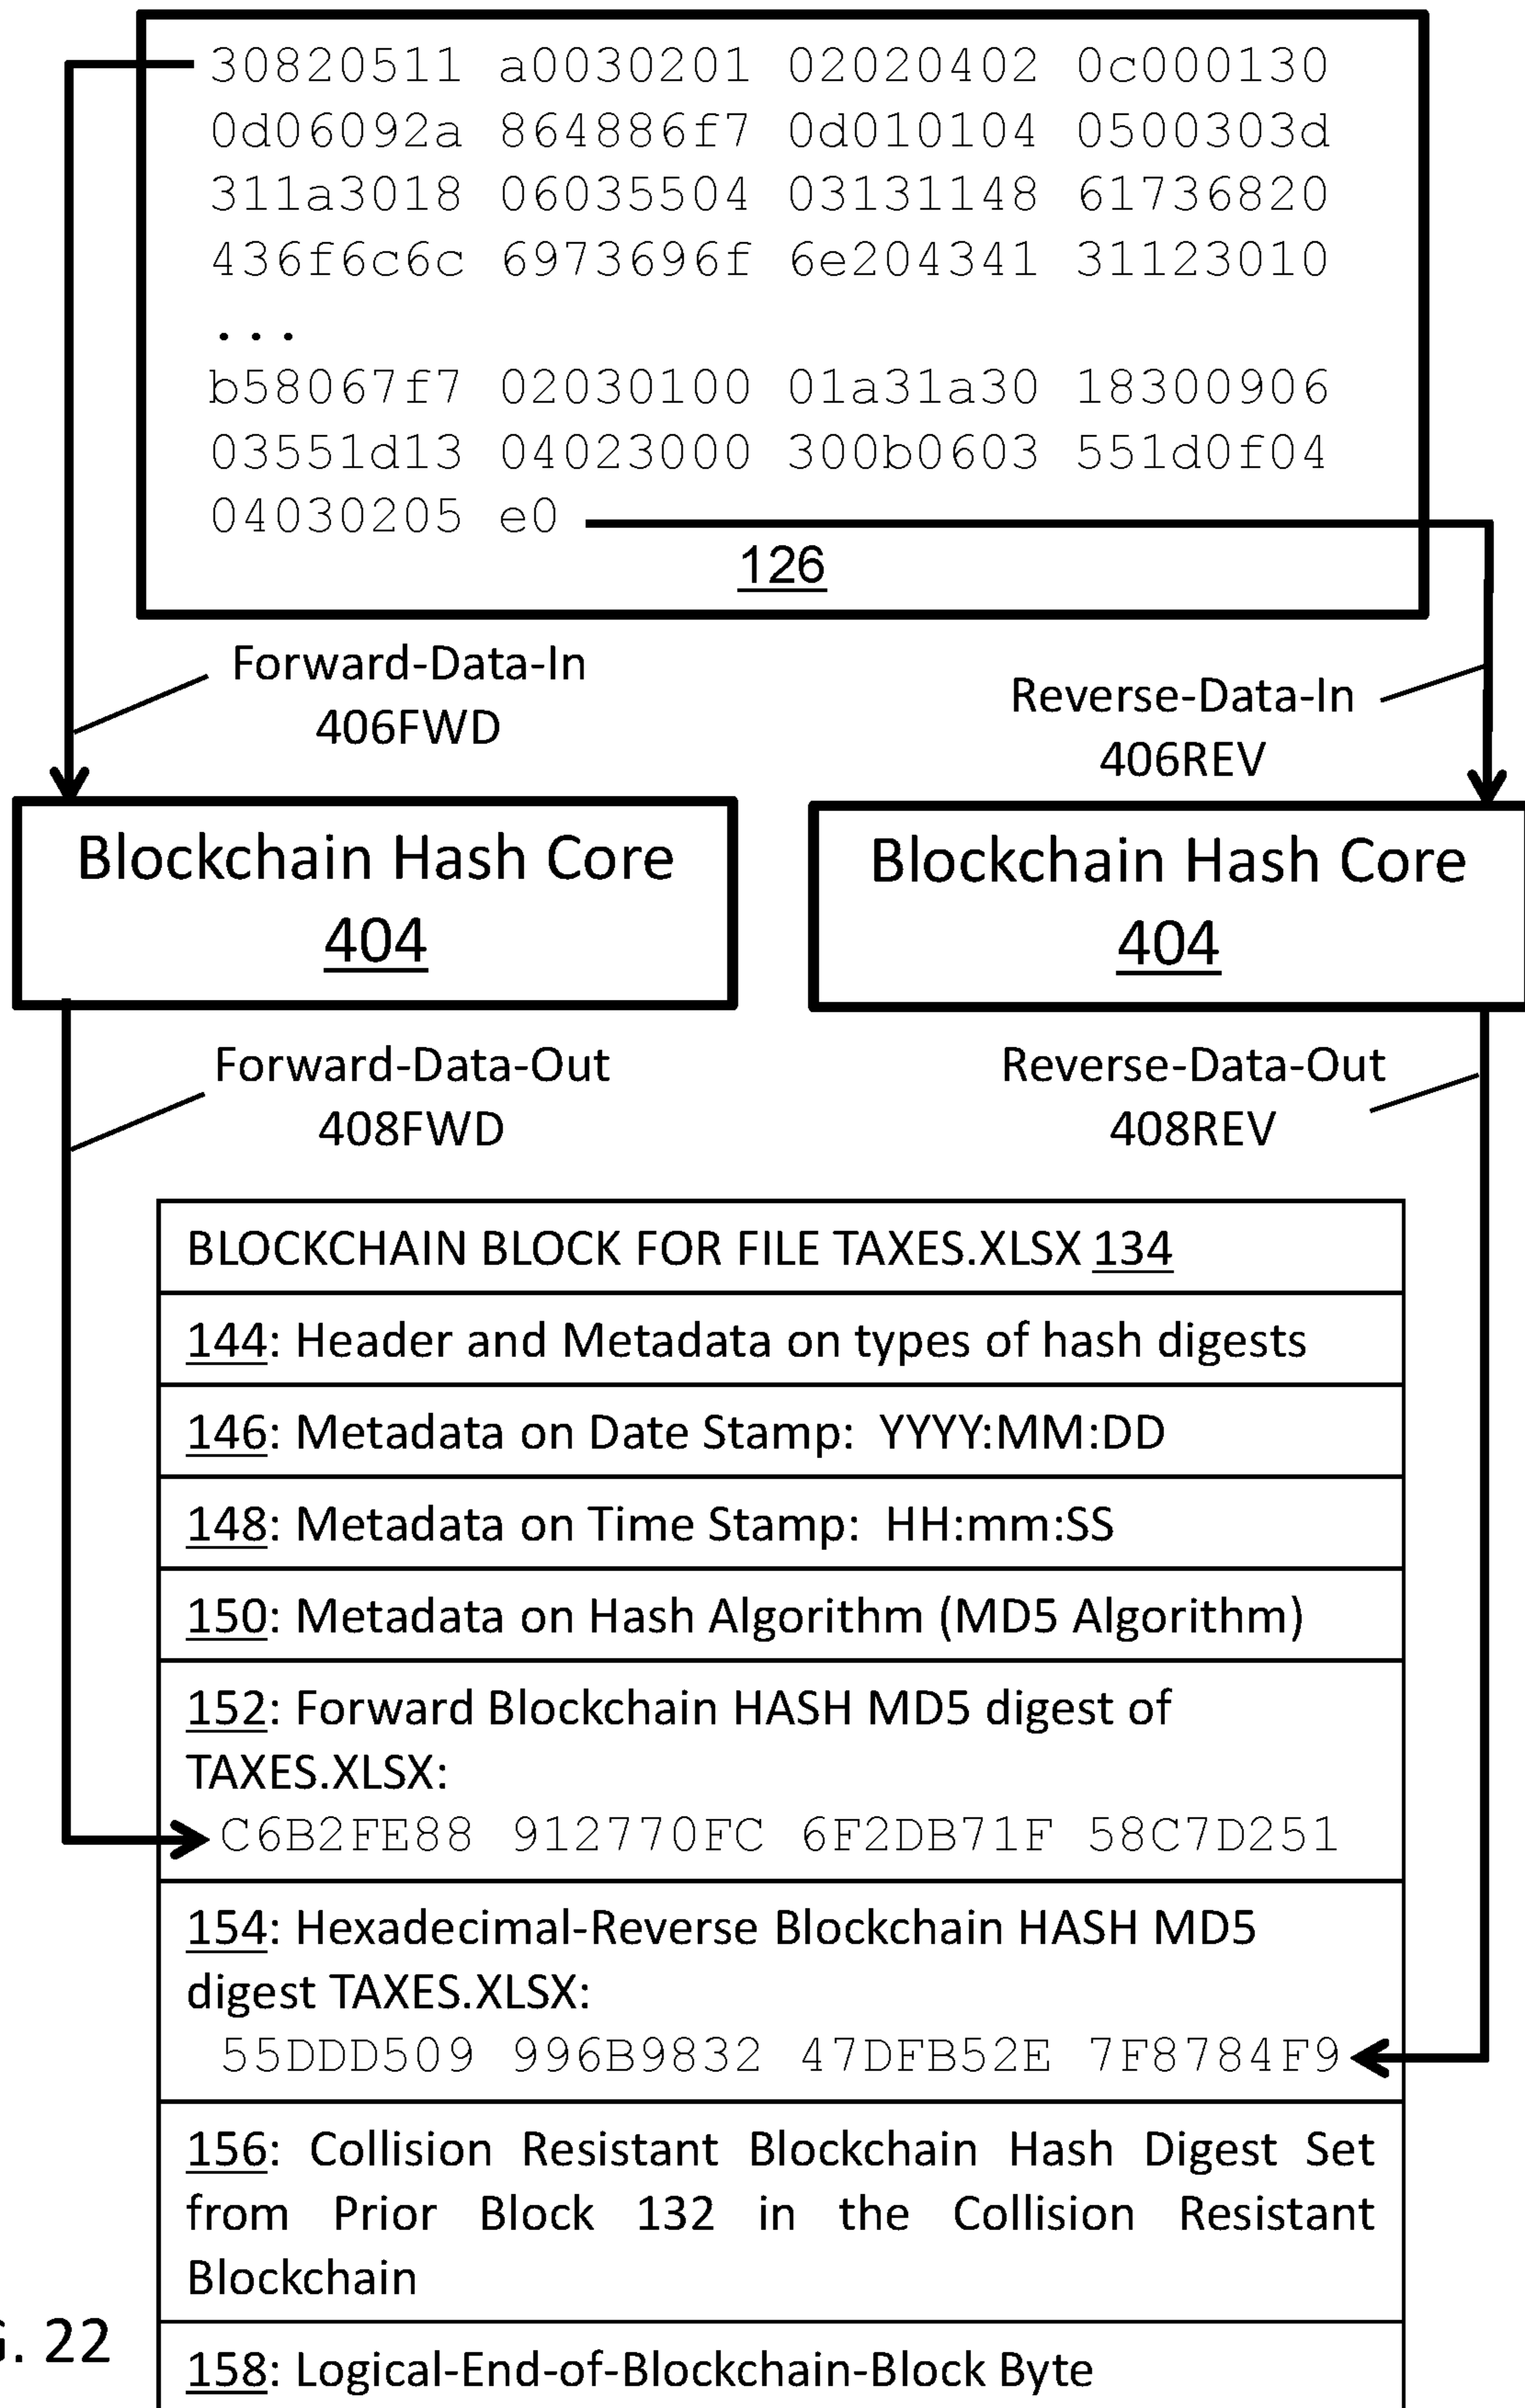 30820511 a0030201 02020402 0c000130
0d06092a 864886f7 0d010104 0500303d
311a3018 06035504 03131148 61736820
436f6c6c 6973696f 6e204341 31123010
...
b58067f7 02030100 01a31a30 18300906
03551d13 04023000 300b0603 551d0f04
04030205 e0
126
Forward-Data-In
406FWD
Reverse-Data-In
406REV
Blockchain Hash Core
404
Blockchain Hash Core
404
Forward-Data-Out
408FWD
Reverse-Data-Out
408REV
BLOCKCHAIN BLOCK FOR FILE TAXES.XLSX 134
144: Header and Metadata on types of hash digests
146: Metadata on Date Stamp: YYYY:MM:DD
148: Metadata on Time Stamp: HH:mm:SS
150: Metadata on Hash Algorithm (MD5 Algorithm)
152: Forward Blockchain HASH MD5 digest of
TAXES.XLSX:
C6B2FE88 912770FC 6F2DB71F 58C7D251
154: Hexadecimal-Reverse Blockchain HASH MD5
digest TAXES.XLSX:
55DDD509 996B9832 47DFB52E 7F8784F9
156: Collision Resistant Blockchain Hash Digest Set
from Prior Block 132 in the Collision Resistant
Blockchain
158: Logical-End-of-Blockchain-Block Byte
22